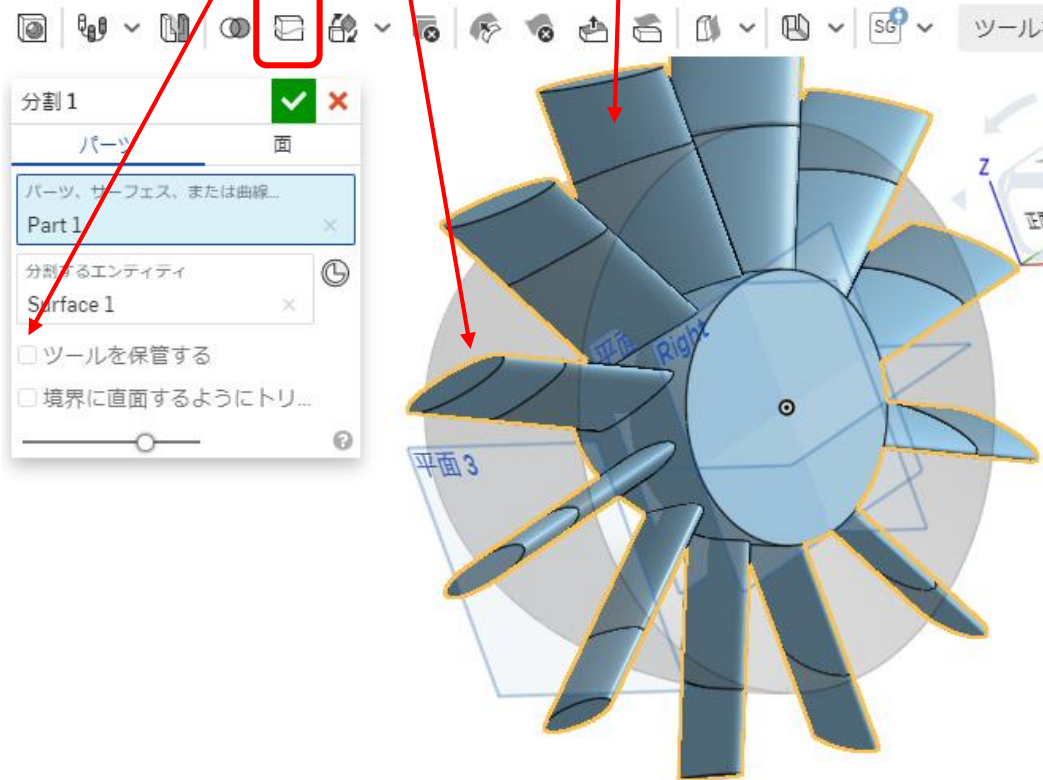 SG
ツール
分割 1
パーツ
面
パーツ、サーフェス、または曲線...
Part 1
分割するエンティティ
Surface 1
ツールを保管する
境界に直面するようにトリ...
Z
平面
Right
平面 3